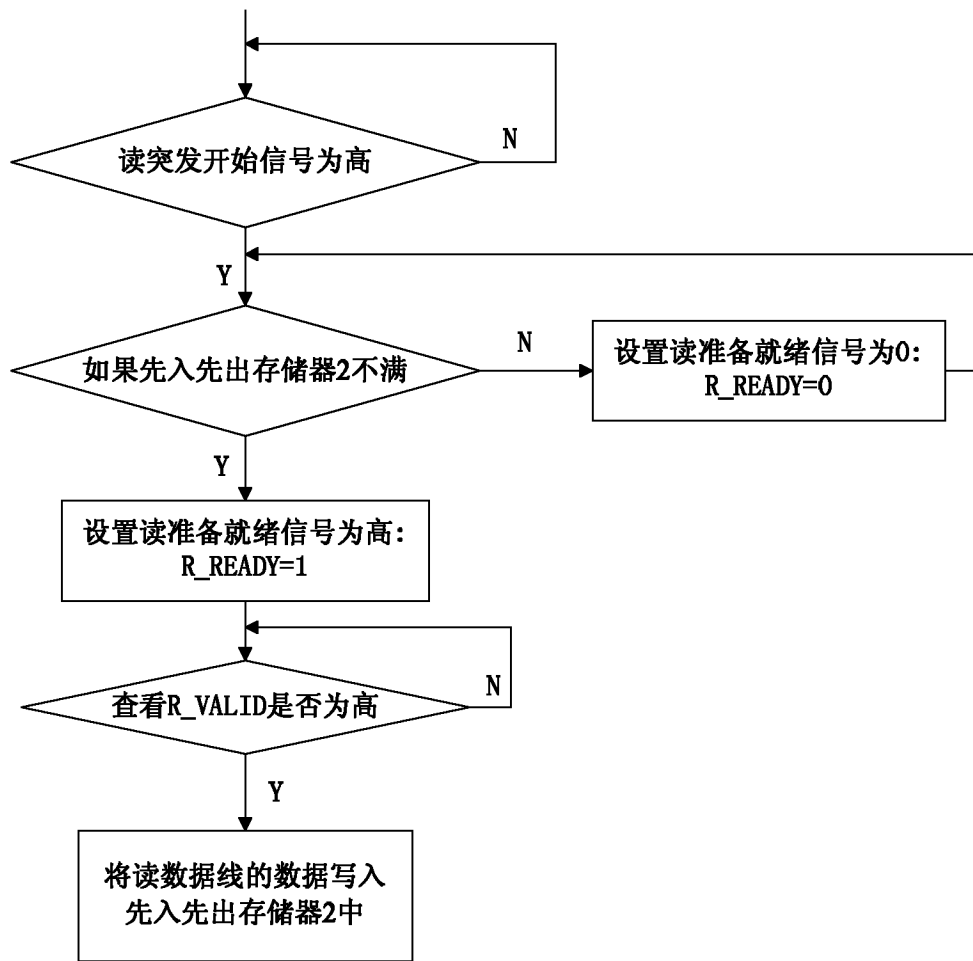 N
读突发开始信号为高
Y
如果先入先出存储器2不满
N
设置读准备就绪信号为0:
R_READY=0
Y
设置读准备就绪信号为高:
R_READY=1
查看R_VALID是否为高
N
Y
将读数据线的数据写入
先入先出存储器2中